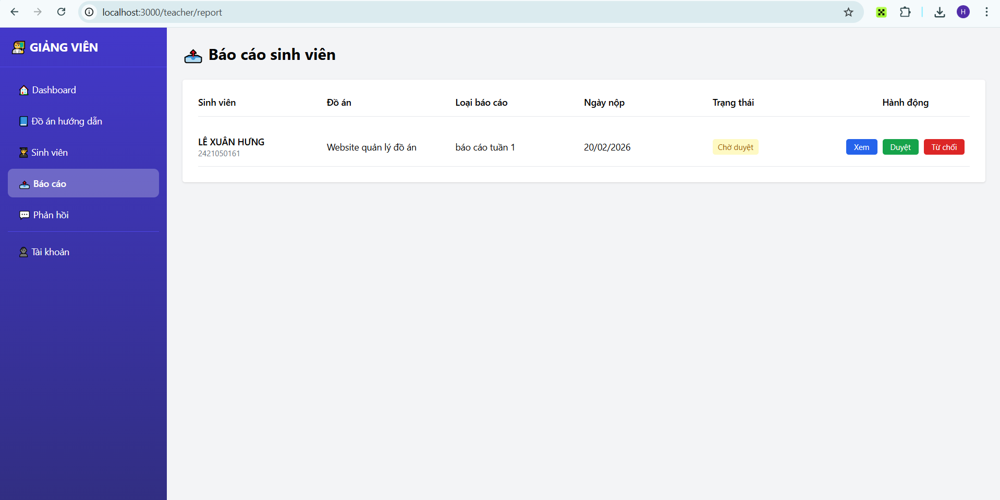 localhost:3000/teacher/report
H
GIẢNG VIÊN
Dashboard
Đồ án hướng dẫn
Sinh viên
Báo cáo
Phản hồi
Tài khoản
Báo cáo sinh viên
Sinh viên Đồ án Loại báo cáo Ngày nộp Trạng thái Hành động
LÊ XUÂN HƯNG
2421050161
Website quản lý đồ án báo cáo tuần 1 20/02/2026 Chờ duyệt Xem Duyệt Từ chối